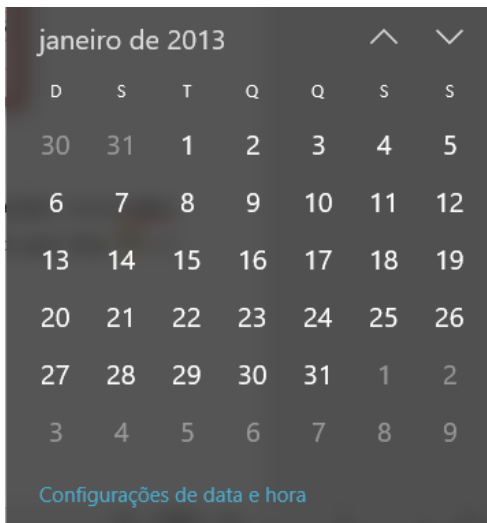 janeiro de 2013
D S T Q Q S S
30 31 1 2 3 4 5
6 7 8 9 10 11 12
13 14 15 16 17 18 19
20 21 22 23 24 25 26
27 28 29 30 31 1 2
3 4 5 6 7 8 9
Configurações de data e hora